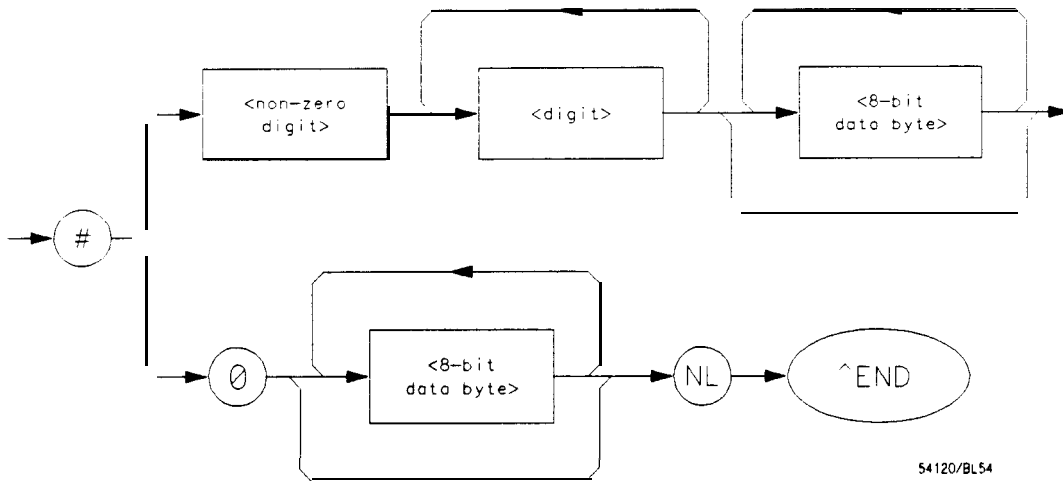 <non-zero
digit>
<digit>
<8-bit
data byte>
#
0
<8-bit
data byte>
NL
^END
54120/BL54